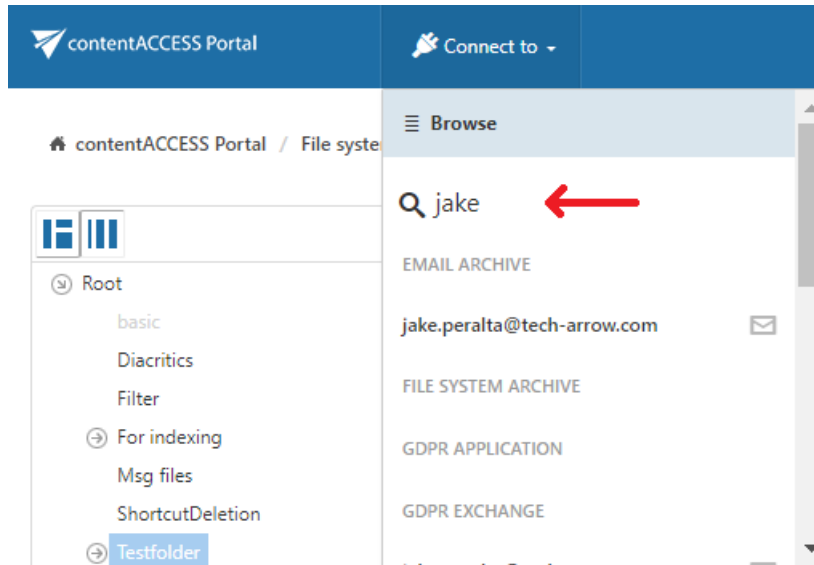 contentACCESS Portal
Connect to
Browse
contentACCESS Portal / File syste
jake
EMAIL ARCHIVE
Root
basic
jake.peralta@tech-arrow.com
Diacritics
FILE SYSTEM ARCHIVE
Filter
For indexing
GDPR APPLICATION
Msg files
ShortcutDeletion
GDPR EXCHANGE
Testfolder